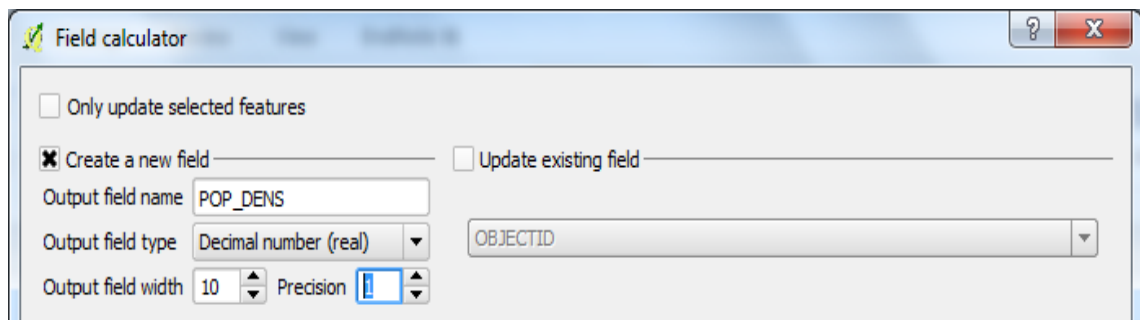 Field calculator
Only update selected features
Create a new field
Update existing field
Output field name POP_DENS
Output field type Decimal number (real)
OBJECTID
Output field width 10 Precision 1